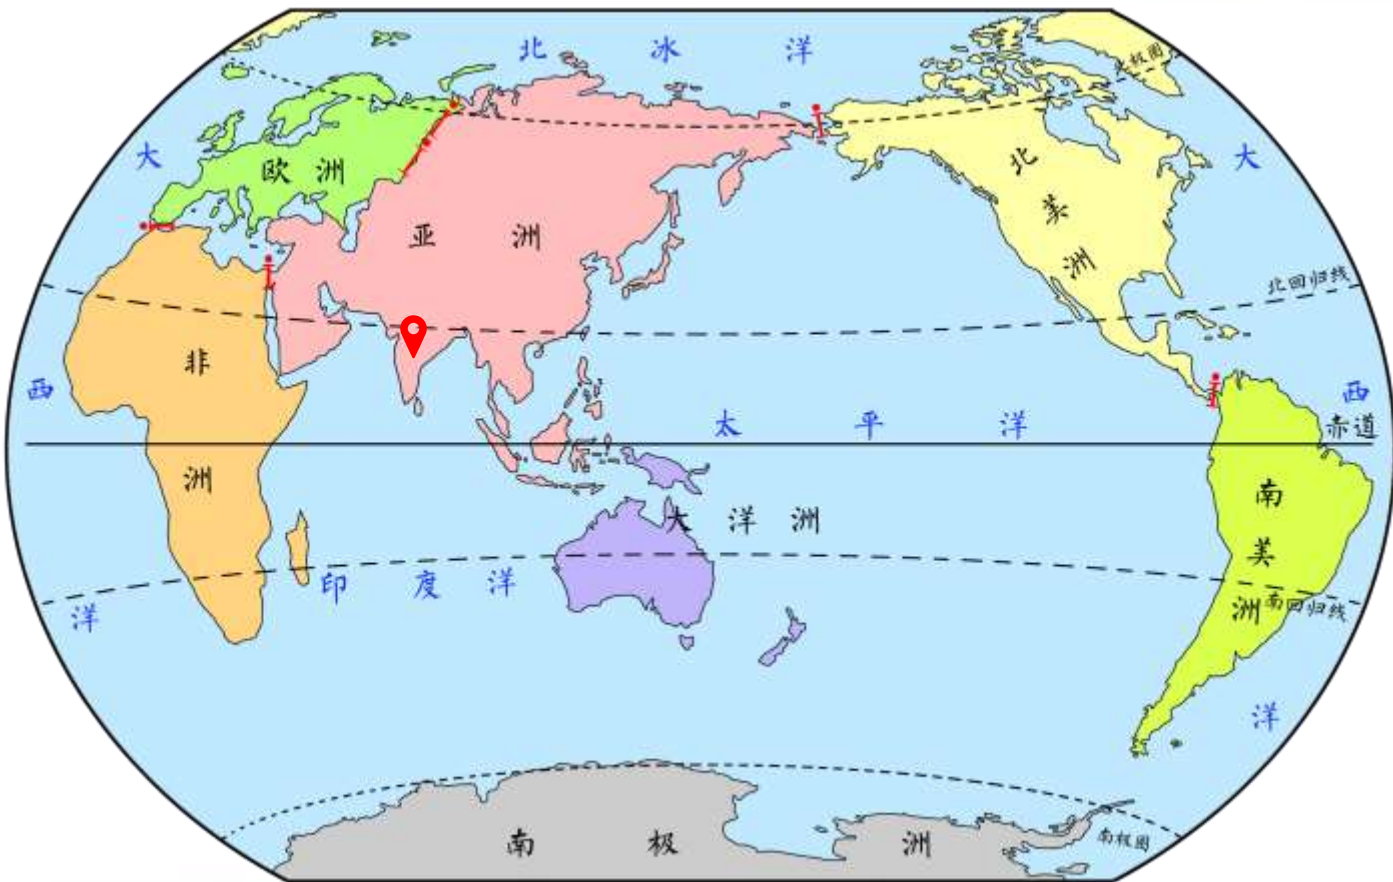 北冰洋
北极圈
大
欧洲
亚洲
北美洲
大
北回归线
非洲
西
太平洋
西
赤道
大洋洲
南美洲
印度洋
南回归线
洋
洋
南极洲
南极圈